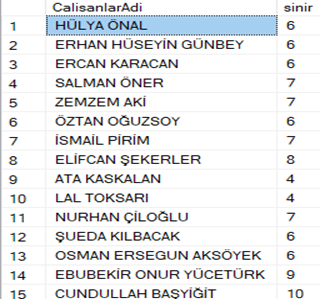 CalisanlarAdi sinir
1 HÜLYA ÖNAL 6
2 ERHAN HÜSEYİN GÜNBEY 6
3 ERCAN KARACAN 6
4 SALMAN ÖNER 7
5 ZEMZEM AKİ 7
6 ÖZTAN OĞUZSOY 6
7 İSMAİL PİRİM 7
8 ELİFCAN ŞEKERLER 8
9 ATA KASKALAN 4
10 LAL TOKSARI 4
11 NURHAN ÇİLOĞLU 7
12 ŞUEDA KILBACAK 6
13 OSMAN ERSEGUN AKSÖYEK 6
14 EBUBEKİR ONUR YÜCETÜRK 9
15 CUNDULLAH BAŞYİĞİT 10